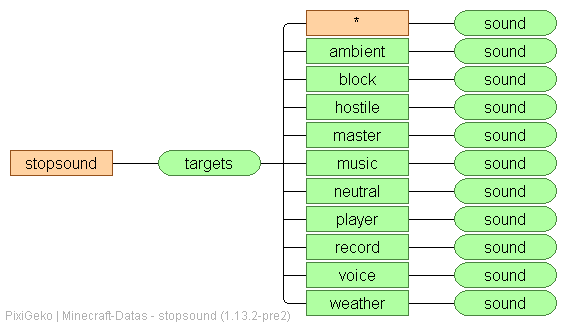 * sound
ambient sound
block sound
hostile sound
master sound
stopsound targets music sound
neutral sound
player sound
record sound
voice sound
weather sound
PixiGeko | Minecraft-Datas - stopsound (1.13.2-pre2)